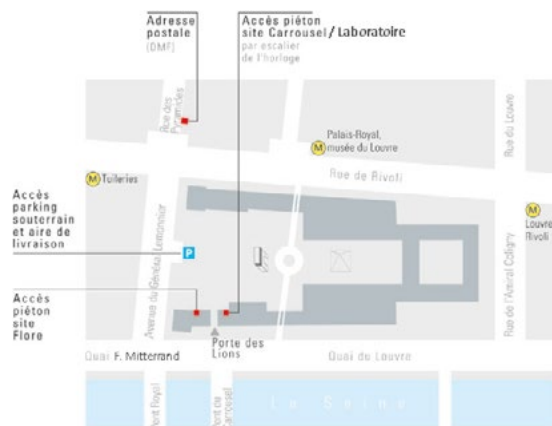 Adresse
postale
(DMF)
Accès piéton
site Carrousel / Laboratoire
par escalier
de l'horloge
Rue des
Pyramides
Palais-Royal,
musée du Louvre
Rue du Louvre
M
Rue de Rivoli
M Tuileries
Accès
parking
souterrain
et aire de
livraison
M
Louvre
Rivoli
P
Avenue du Général Lemonnier
Rue de l'Amiral Coligny
Accès
piéton
site
Flore
Porte des
Lions
Quai F. Mitterrand
Quai du Louvre
Pont Royal
Pont du
Carrousel
La Seine